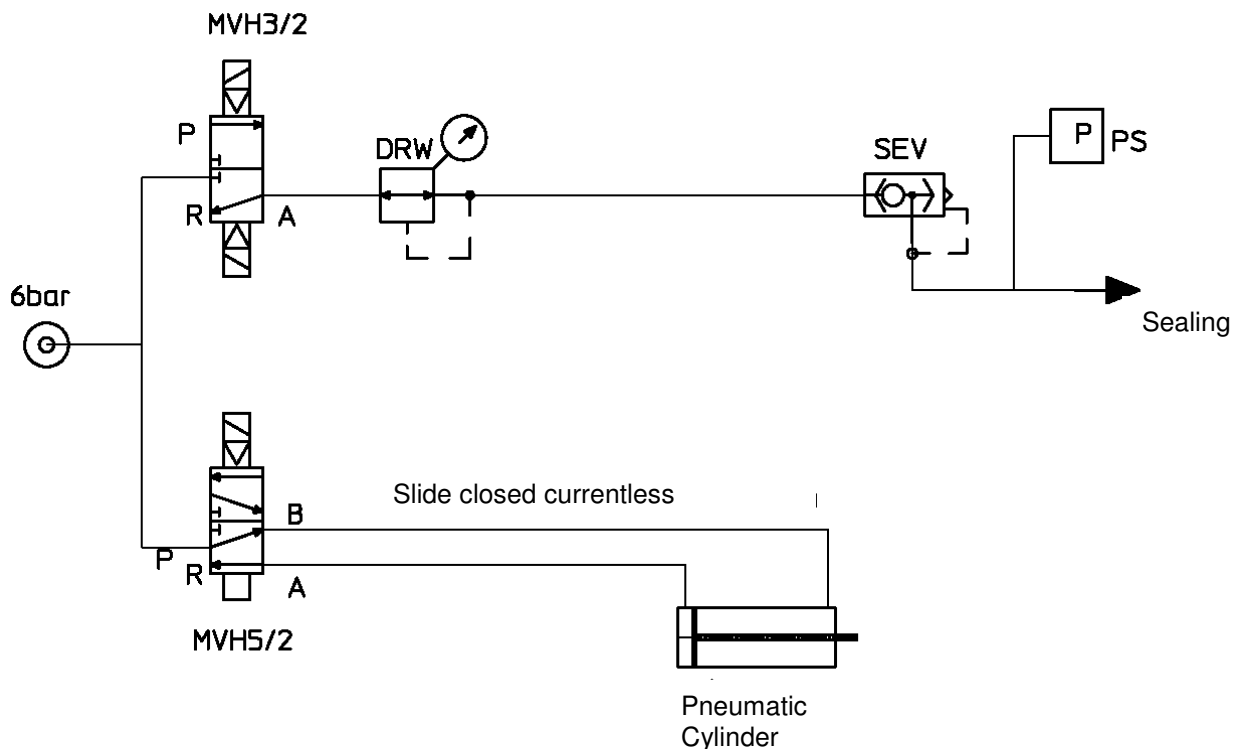 MVH3/2
P
DRW
SEV
P
PS
R
A
6bar
Sealing
Slide closed currentless
B
P
R
A
MVH5/2
Pneumatic
Cylinder